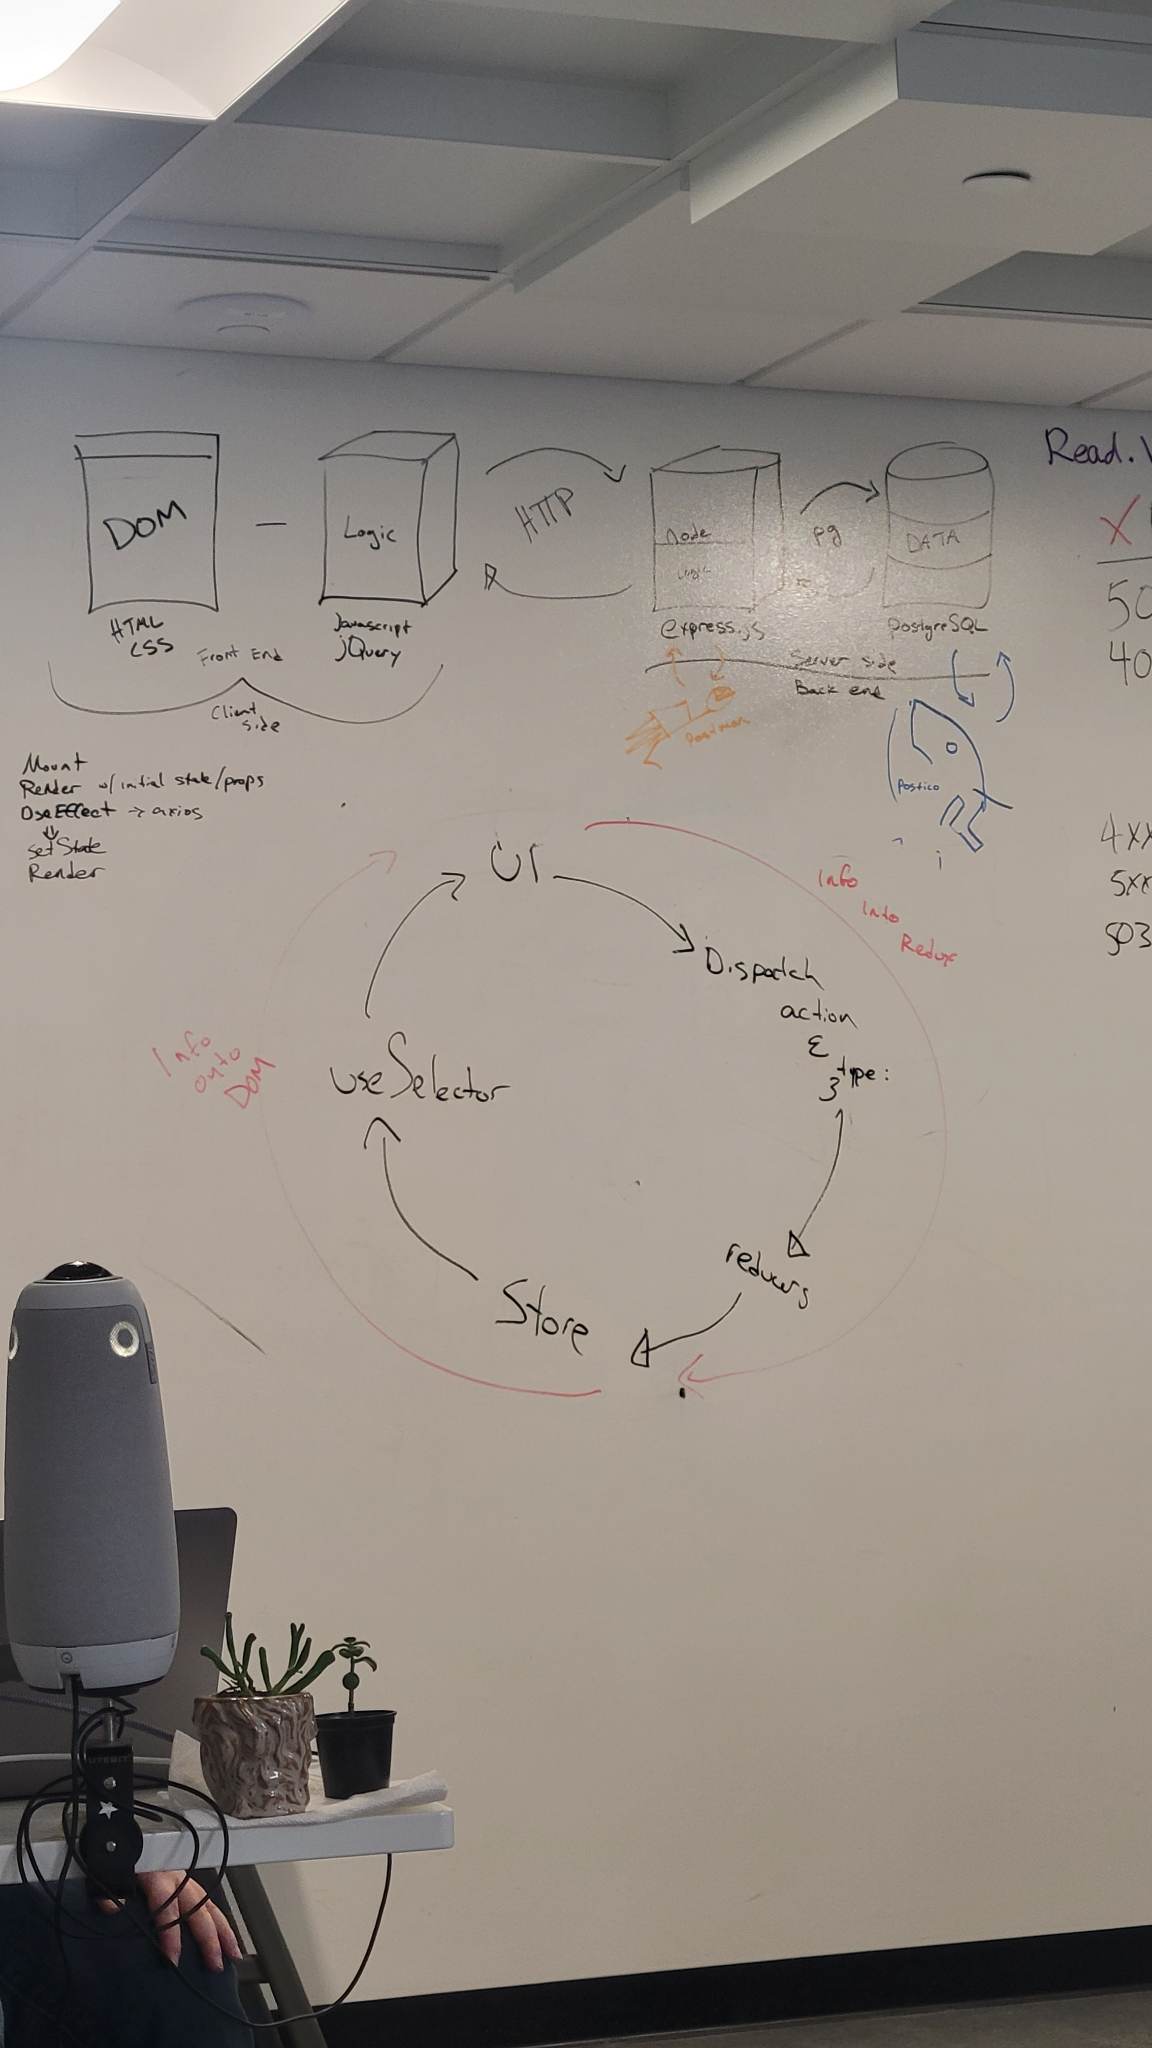 DOM
Logic
HTTP
Node
Logic
pg
DATA
Read.
HTML
CSS
Javascript
jQuery
express.js
PostgreSQL
X
50
40
Front End
Client
side
Server side
Back end
Postman
Postico
Mount
Render w/ initial state/props
UseEffect → axios
setState
Render
4xx
5xx
503
UI
Info
Into
Redux
Dispatch
action
{
type:
}
Info
onto
DOM
useSelector
reducers
Store